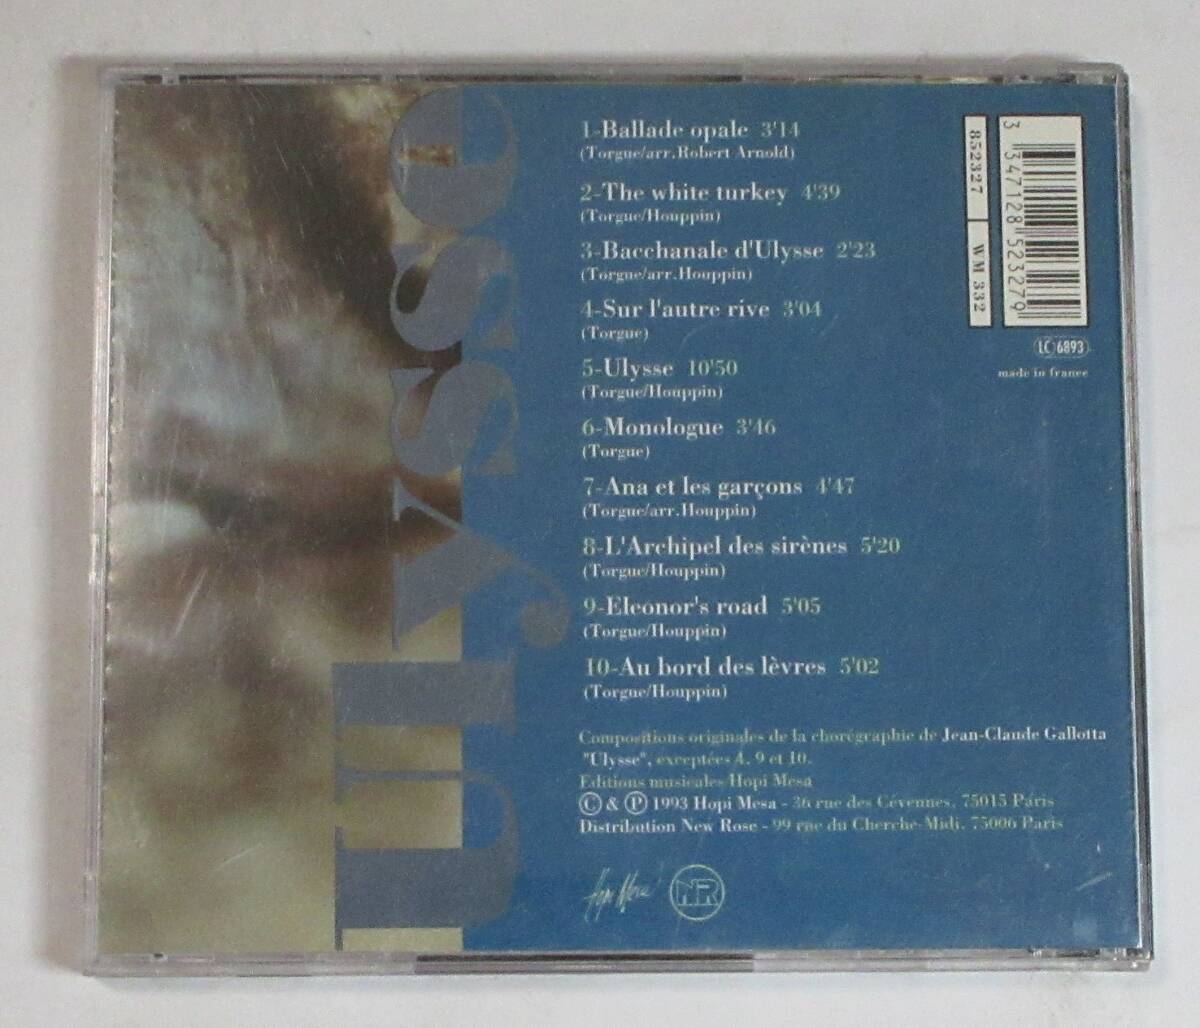 1-Ballade opale 3'14
(Torgue/arr.Robert Arnold)
2-The white turkey 4'39
(Torgue/Houppin)
3-Bacchanale d'Ulysse 2'23
(Torgue/arr.Houppin)
4-Sur l'autre rive 3'04
(Torgue)
5-Ulysse 10'50
(Torgue/Houppin)
6-Monologue 3'46
(Torgue)
7-Ana et les garçons 4'47
(Torgue/arr.Houppin)
8-L'Archipel des sirènes 5'20
(Torgue/Houppin)
9-Eleonor's road 5'05
(Torgue/Houppin)
10-Au bord des lèvres 5'02
(Torgue/Houppin)
Compositions originales de la chorégraphie de Jean-Claude Gallotta
"Ulysse", exceptées 4, 9 et 10.
Editions musicales Hopi Mesa
© & ℗ 1993 Hopi Mesa - 36 rue des Cévennes, 75015 Paris
Distribution New Rose - 99 rue du Cherche-Midi, 75006 Paris
Hopi Mesa
NR
852327 WM 332
3 347128 523279
LC 6893
made in france
ULYSSE